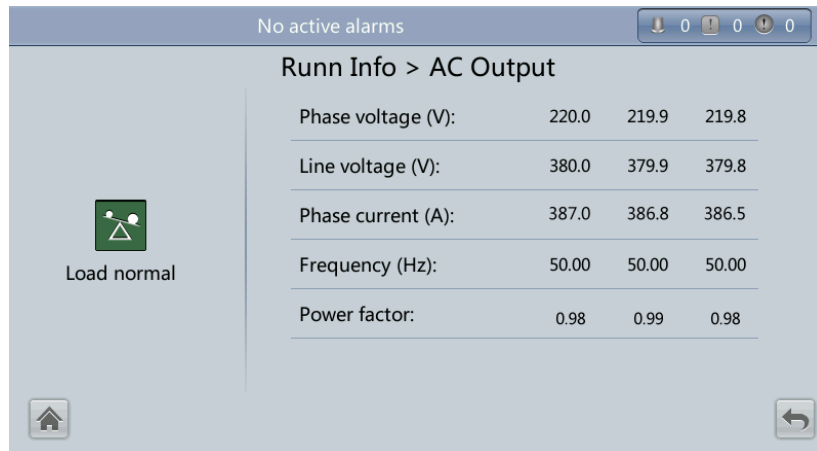 No active alarms 0 0 0
Runn Info > AC Output
Phase voltage (V): 220.0 219.9 219.8
Line voltage (V): 380.0 379.9 379.8
Phase current (A): 387.0 386.8 386.5
Load normal
Frequency (Hz): 50.00 50.00 50.00
Power factor: 0.98 0.99 0.98